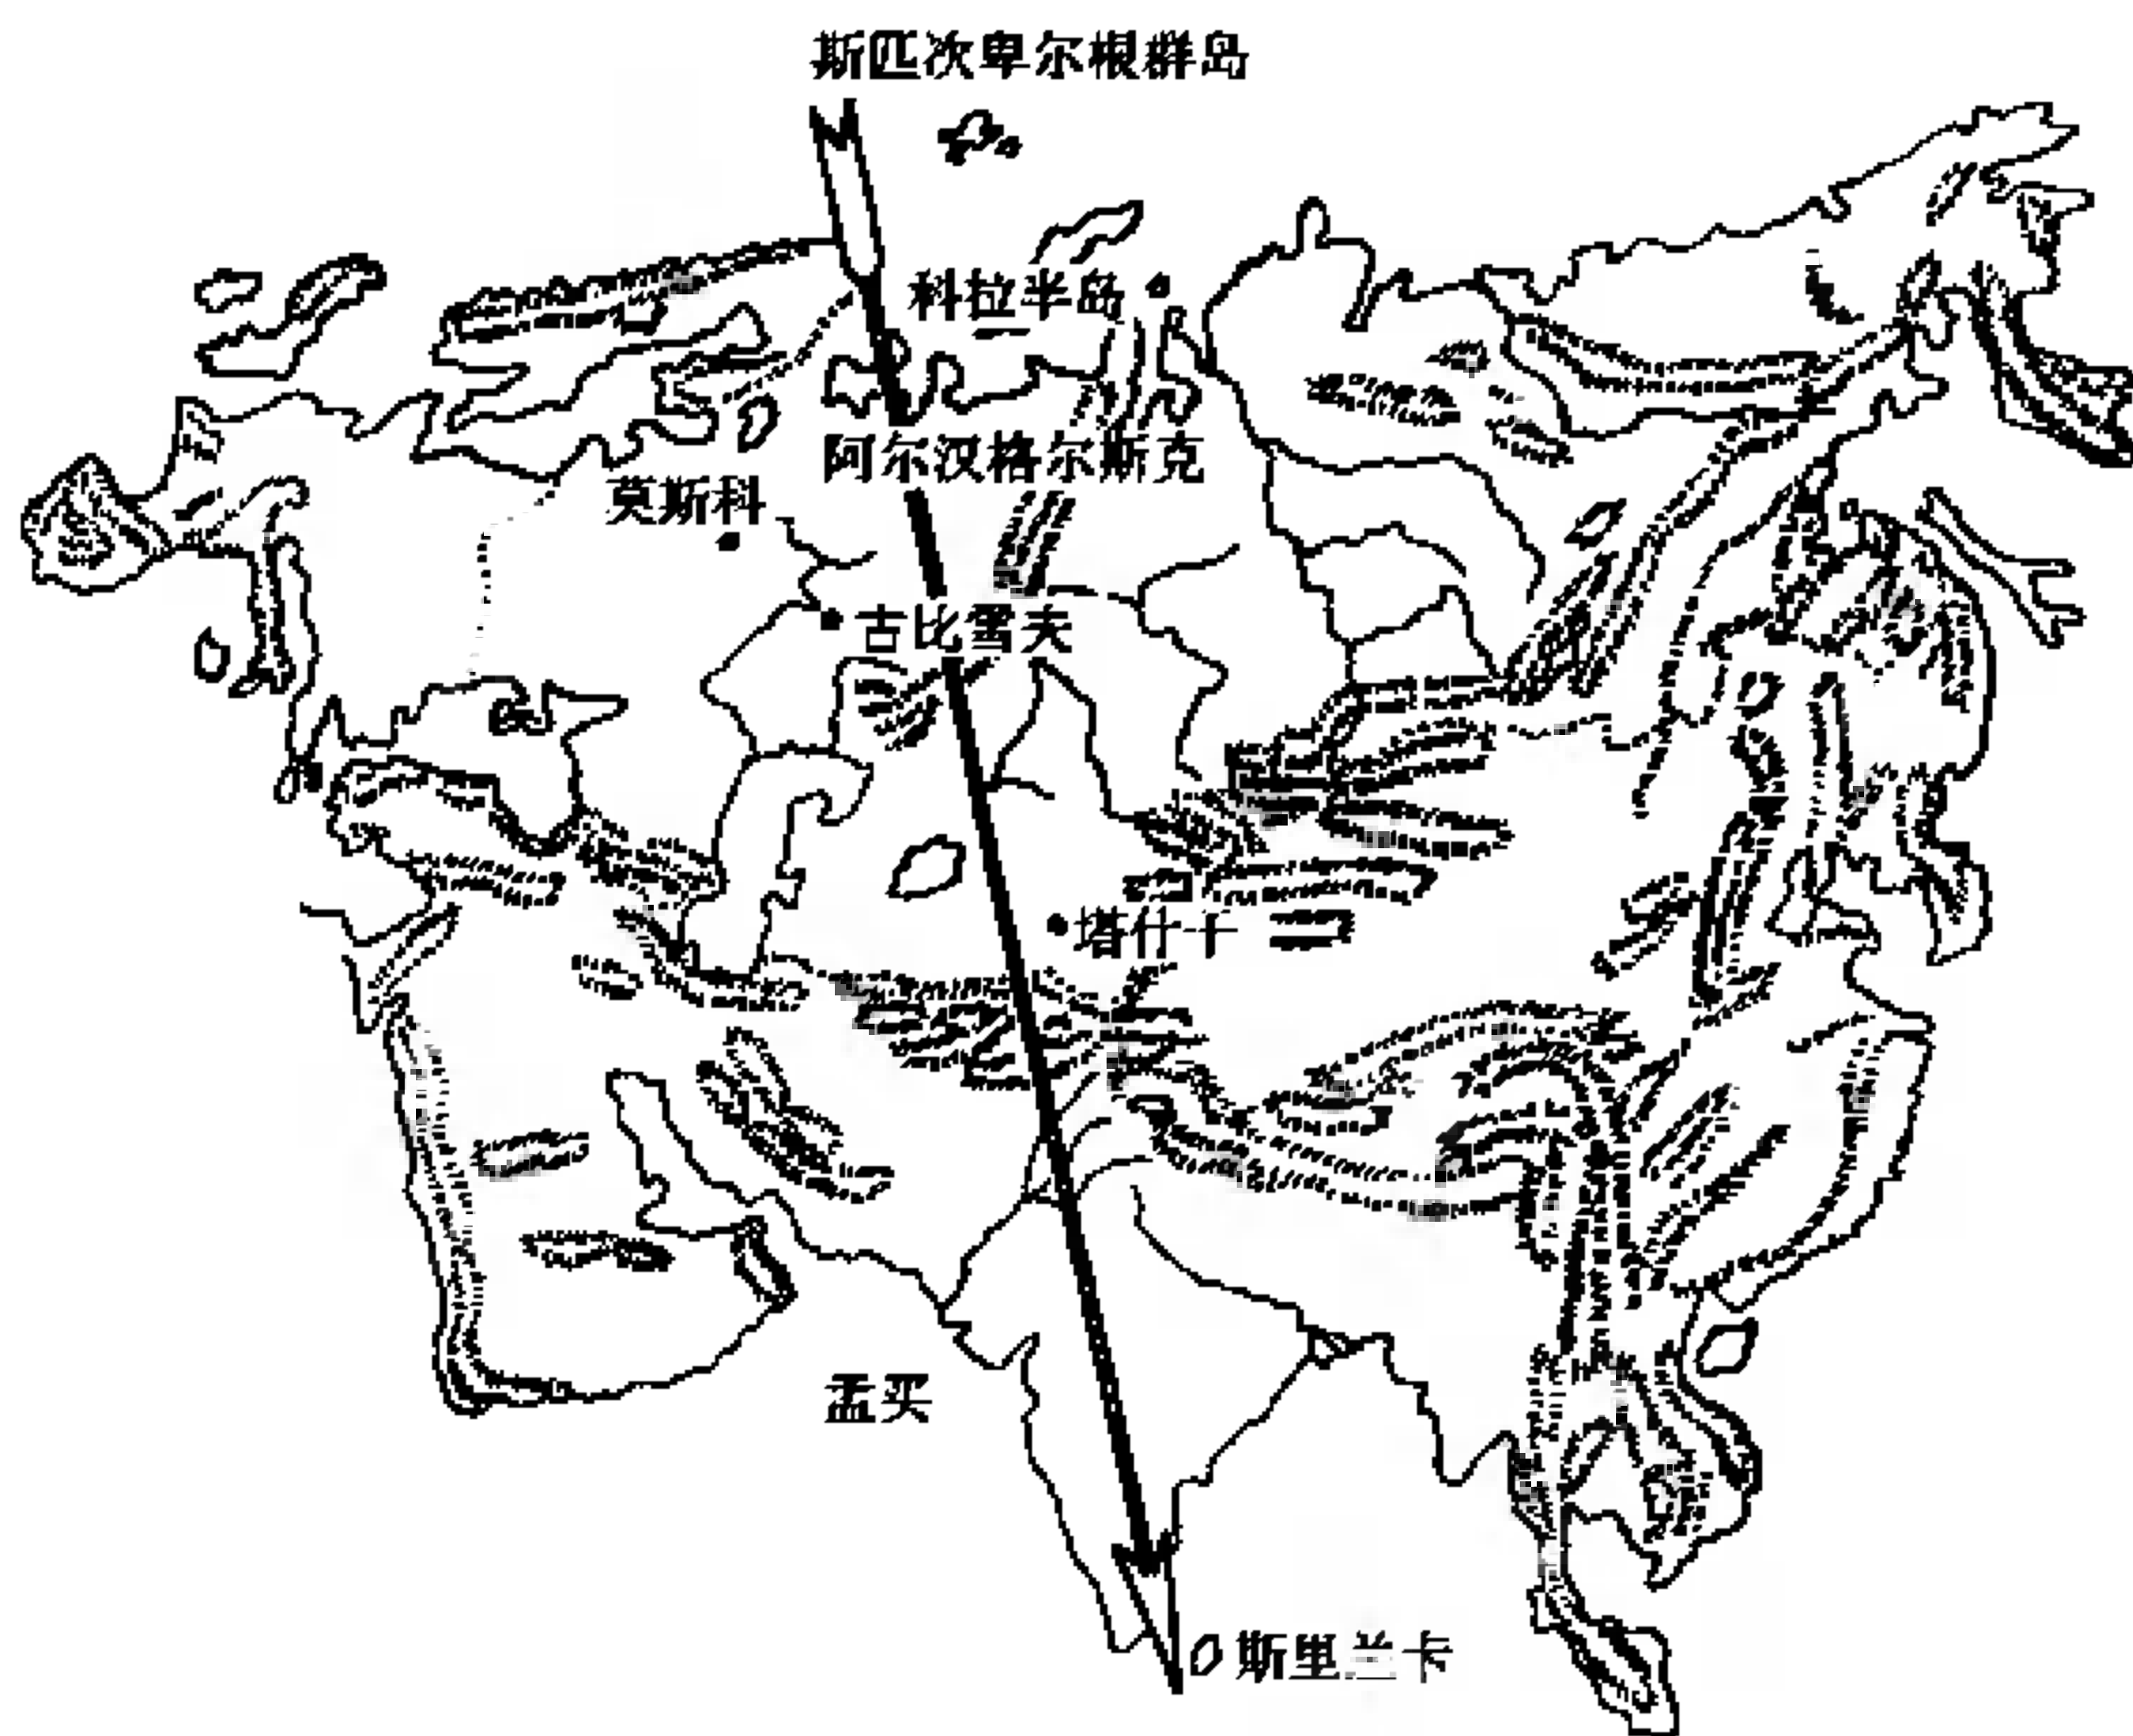 斯匹次卑尔根群岛
科拉半岛
阿尔汉格尔斯克
莫斯科
古比雪夫
塔什干
孟买
斯里兰卡